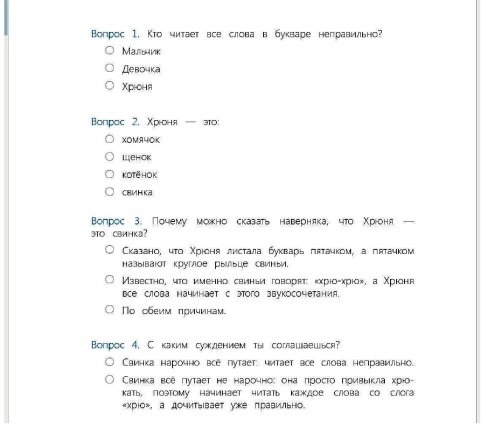 Вопрос 1. Кто читает все слова в букваре неправильно?
Мальчик
Девочка
Хрюня
Вопрос 2. Хрюня — это:
хомячок
щенок
котёнок
свинка
Вопрос 3. Почему можно сказать наверняка, что Хрюня —
это свинка?
Сказано, что Хрюня листала букварь пятачком, а пятачком
называют круглое рыльце свиньи.
Известно, что именно свиньи говорят: «хрю-хрю», а Хрюня
все слова начинает с этого звукосочетания.
По обеим причинам.
Вопрос 4. С каким суждением ты соглашаешься?
Свинка нарочно всё путает: читает все слова неправильно.
Свинка всё путает не нарочно: она просто привыкла хрю-
кать, поэтому начинает читать каждое слова со слога
«хрю», а дочитывает уже правильно.